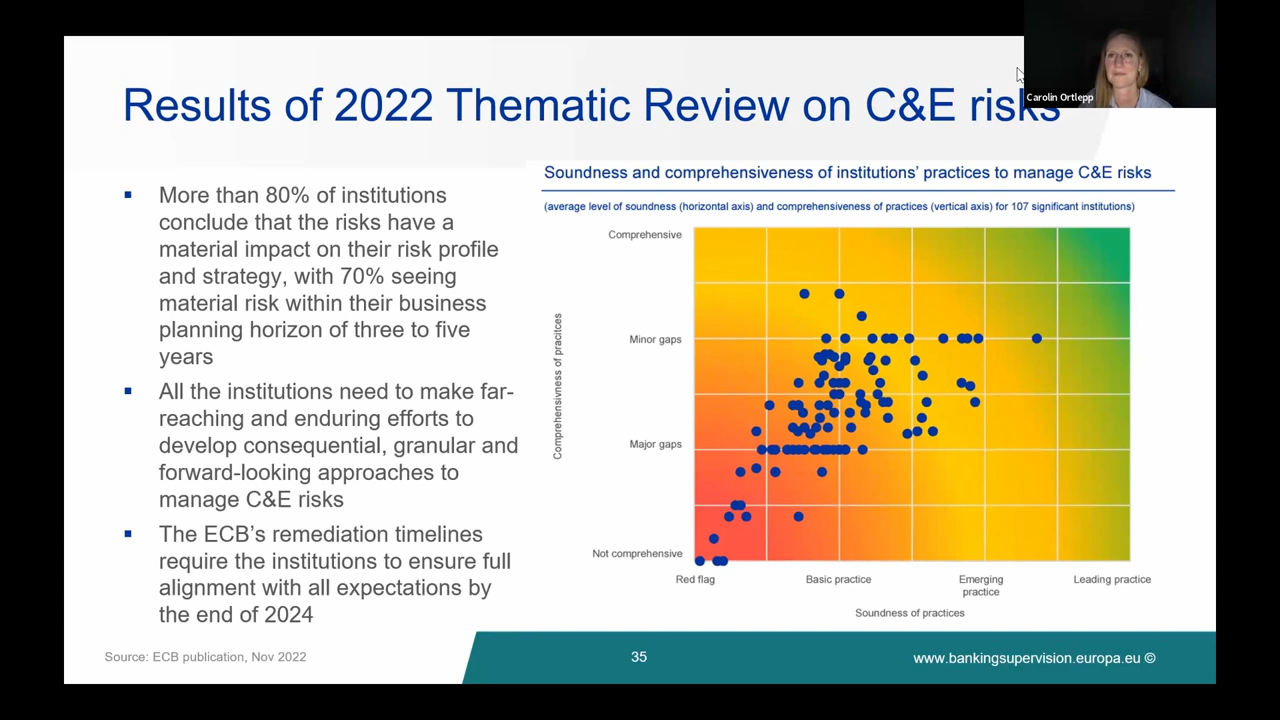 Carolin Ortlepp
Results of 2022 Thematic Review on C&E risks
▪ More than 80% of institutions
conclude that the risks have a
material impact on their risk profile
and strategy, with 70% seeing
material risk within their business
planning horizon of three to five
years
▪ All the institutions need to make far-
reaching and enduring efforts to
develop consequential, granular and
forward-looking approaches to
manage C&E risks
▪ The ECB’s remediation timelines
require the institutions to ensure full
alignment with all expectations by
the end of 2024
Soundness and comprehensiveness of institutions’ practices to manage C&E risks
(average level of soundness (horizontal axis) and comprehensiveness of practices (vertical axis) for 107 significant institutions)
Comprehensivness of pracitces
Comprehensive
Minor gaps
Major gaps
Not comprehensive
Red flag
Basic practice
Emerging
practice
Leading practice
Soundness of practices
Source: ECB publication, Nov 2022
35
www.bankingsupervision.europa.eu ©